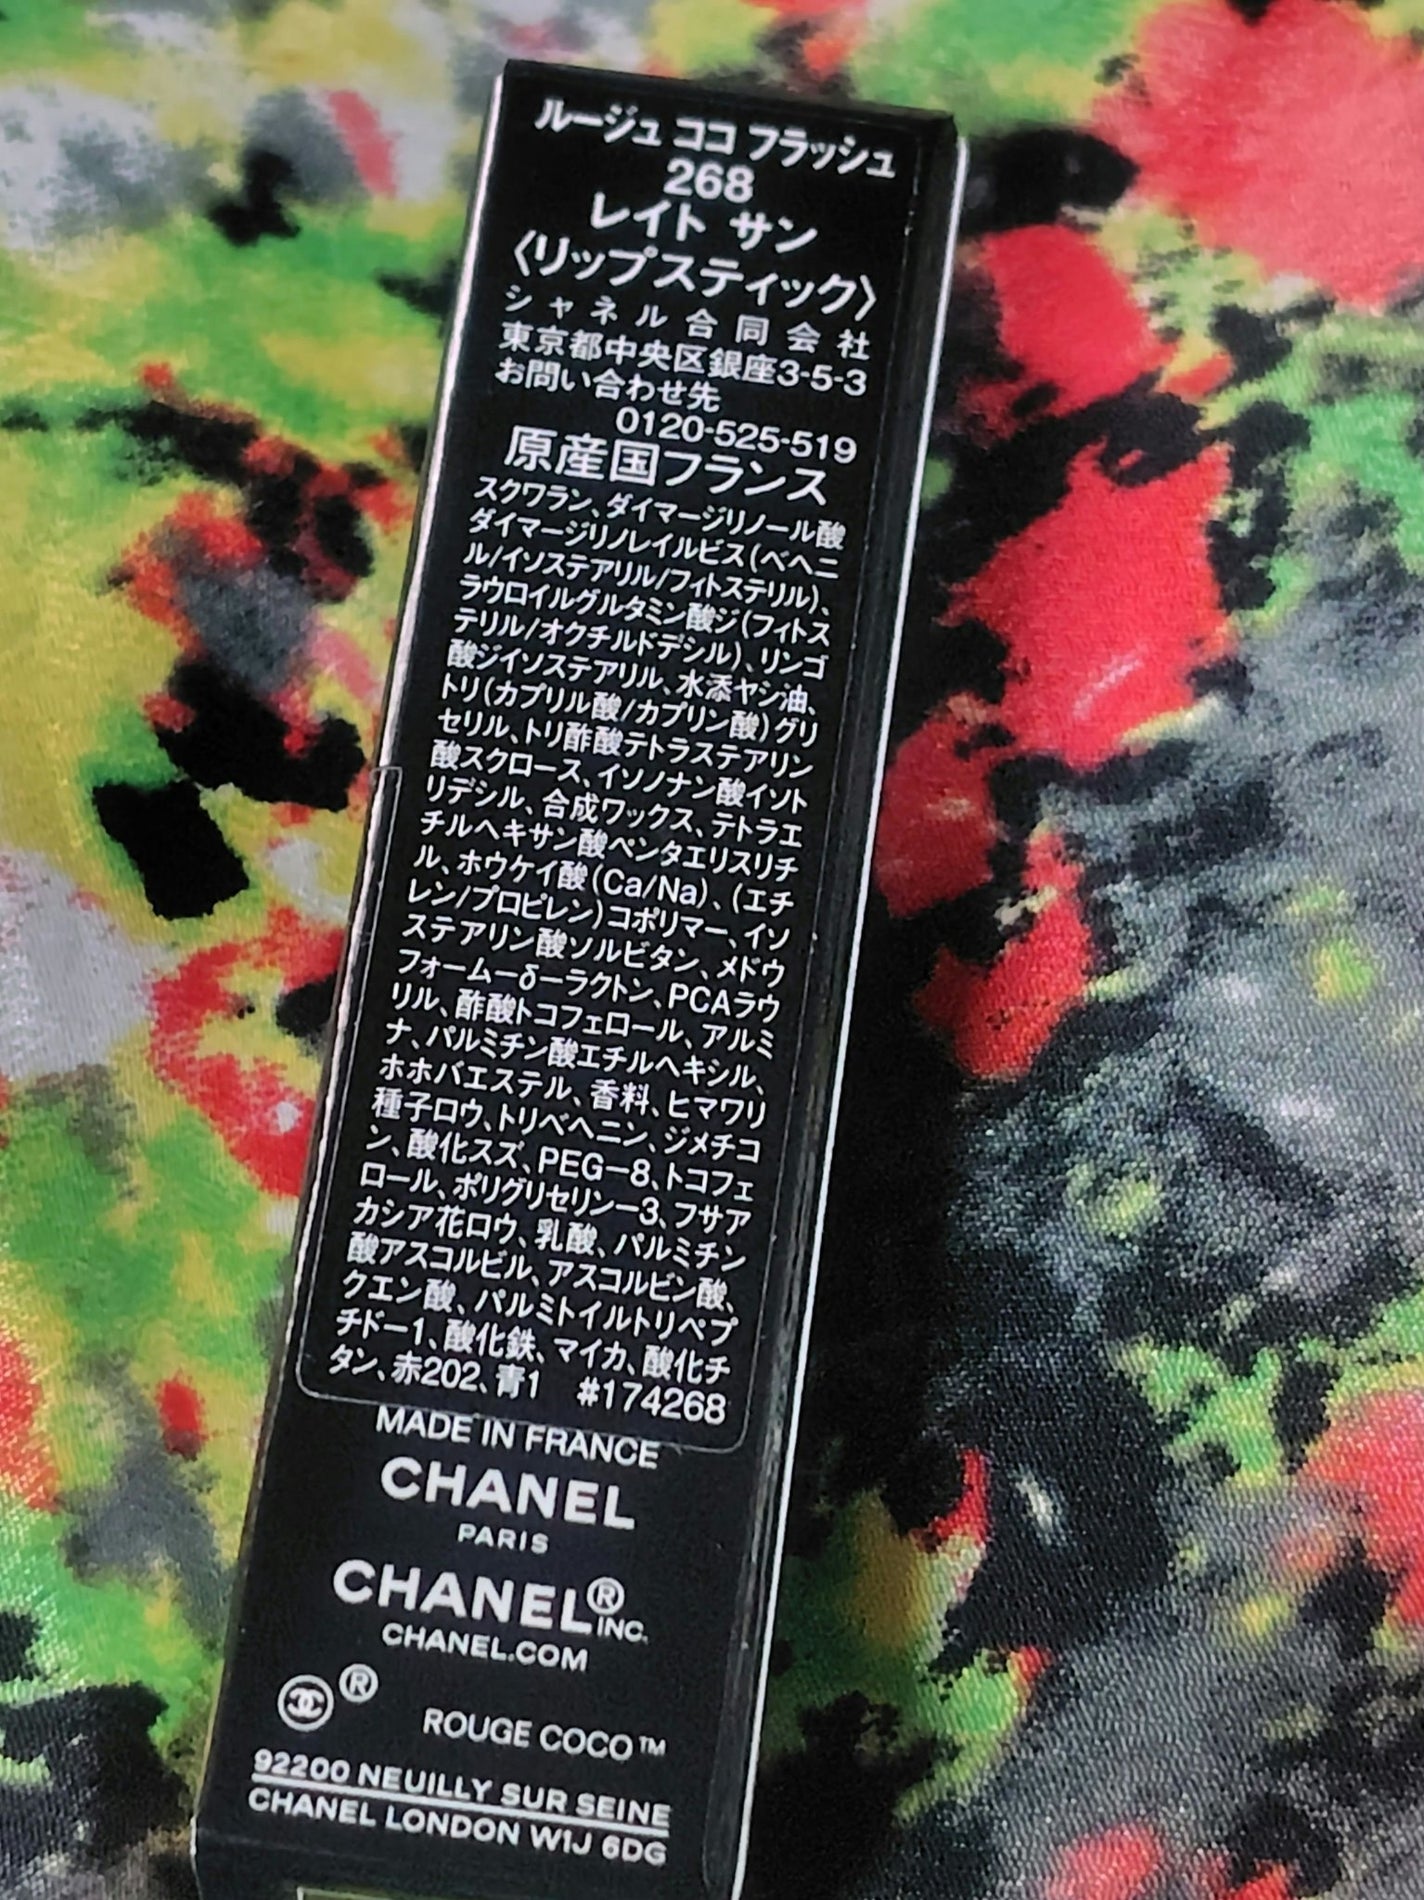 ルージュ ココ フラッシュ
268
レイト サン
〈リップスティック〉
シャネル合同会社
東京都中央区銀座3-5-3
お問い合わせ先
0120-525-519
原産国フランス
スクワラン、ダイマージリノール酸
ダイマージリノレイルビス(ベヘニ
ル/イソステアリル/フィトステリル)、
ラウロイルグルタミン酸ジ(フィトス
テリル/オクチルドデシル)、リンゴ
酸ジイソステアリル、水添ヤシ油、
トリ(カプリル酸/カプリン酸)グリ
セリル、トリ酢酸テトラステアリン
酸スクロース、イソノナン酸イソト
リデシル、合成ワックス、テトラエ
チルヘキサン酸ペンタエリスリチ
ル、ホウケイ酸(Ca/Na)、(エチ
レン/プロピレン)コポリマー、イソ
ステアリン酸ソルビタン、メドウ
フォームーδーラクトン、PCAラウ
リル、酢酸トコフェロール、アルミ
ナ、パルミチン酸エチルヘキシル、
ホホバエステル、香料、ヒマワリ
種子ロウ、トリベヘニン、ジメチコ
ン、酸化スズ、PEGー8、トコフェ
ロール、ポリグリセリンー3、フサア
カシア花ロウ、乳酸、パルミチン
酸アスコルビル、アスコルビン酸、
クエン酸、パルミトイルトリペプ
チドー1、酸化鉄、マイカ、酸化チ
タン、赤202、青1 #174268
MADE IN FRANCE
CHANEL
PARIS
CHANEL® INC.
CHANEL.COM
®
ROUGE COCO™
92200 NEUILLY SUR SEINE
CHANEL LONDON W1J 6DG